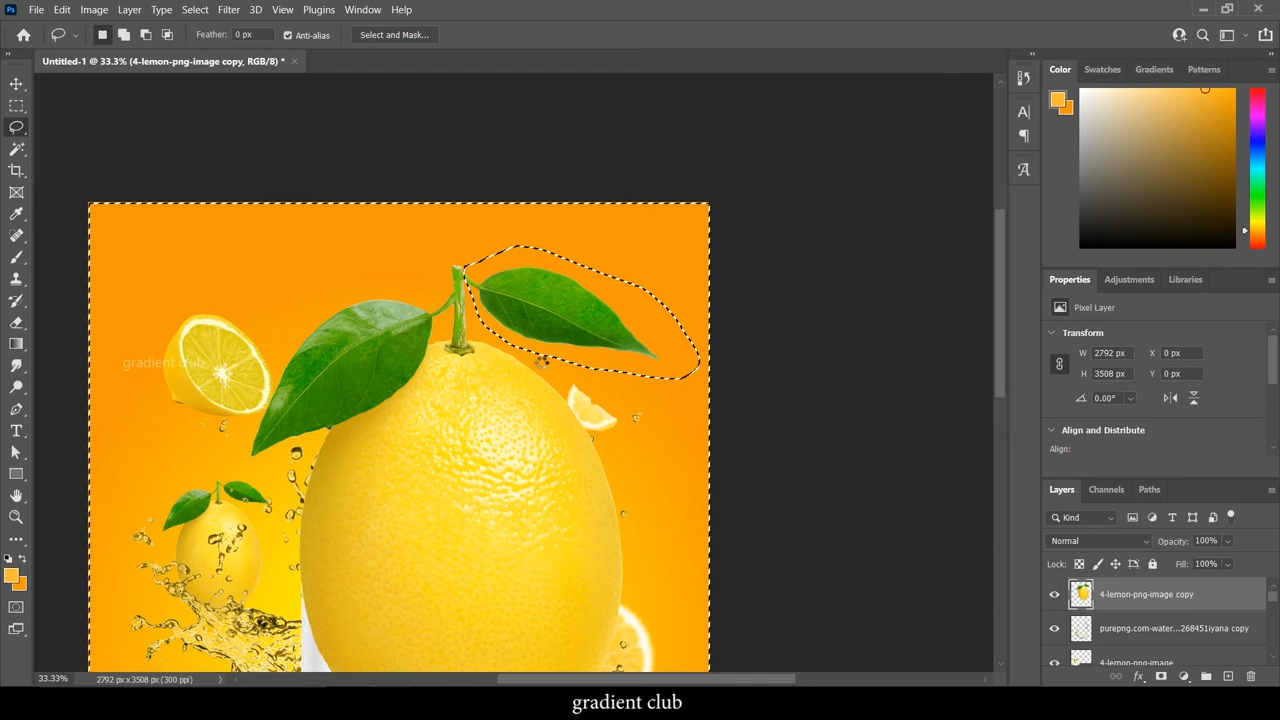 Ps File Edit Image Layer Type Select Filter 3D View Plugins Window Help
Feather: 0 px Anti-alias Select and Mask...
Untitled-1 @ 33.3% (4-lemon-png-image copy, RGB/8) *
Color Swatches Gradients Patterns
Properties Adjustments Libraries
Pixel Layer
Transform
W 2792 px X 0 px
H 3508 px Y 0 px
0.00°
Align and Distribute
Align:
Layers Channels Paths
Kind
Normal Opacity: 100%
Lock: Fill: 100%
4-lemon-png-image copy
purepng.com-water...268451iyana copy
4-lemon-png-image
gradient club
33.33% 2792 px x 3508 px (300 ppi)
gradient club